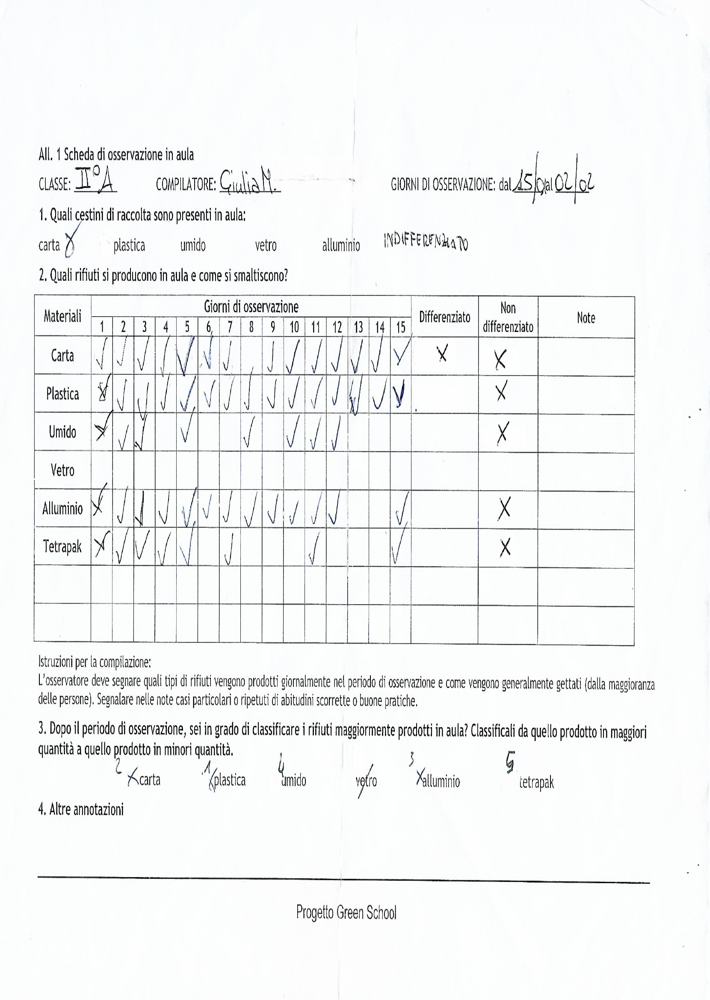 All. 1 Scheda di osservazione in aula
CLASSE: II°A COMPILATORE: Giulia M. GIORNI DI OSSERVAZIONE: dal 15/01 al 02/02
1. Quali cestini di raccolta sono presenti in aula:
carta X plastica umido vetro alluminio INDIFFERENZIATO
2. Quali rifiuti si producono in aula e come si smaltiscono?
Materiali Giorni di osservazione Differenziato Non differenziato Note
1 2 3 4 5 6 7 8 9 10 11 12 13 14 15
Carta ✓ ✓ ✓ ✓ ✓ ✓ ✓ ✓ ✓ ✓ ✓ ✓ ✓ ✓ X X
Plastica ✓ ✓ ✓ ✓ ✓ ✓ ✓ ✓ ✓ ✓ ✓ ✓ ✓ ✓ ✓ X
Umido ✓ ✓ ✓ ✓ ✓ ✓ ✓ ✓ X
Vetro
Alluminio ✓ ✓ ✓ ✓ ✓ ✓ ✓ ✓ ✓ ✓ ✓ ✓ ✓ X
Tetrapak X ✓ ✓ ✓ ✓ ✓ ✓ ✓ X
Istruzioni per la compilazione:
L'osservatore deve segnare quali tipi di rifiuti vengono prodotti giornalmente nel periodo di osservazione e come vengono generalmente gettati (dalla maggioranza
delle persone). Segnalare nelle note casi particolari o ripetuti di abitudini scorrette o buone pratiche.
3. Dopo il periodo di osservazione, sei in grado di classificare i rifiuti maggiormente prodotti in aula? Classificali da quello prodotto in maggiori
quantità a quello prodotto in minori quantità.
2 X carta 1 X plastica 4 umido vetro 3 X alluminio 5 tetrapak
4. Altre annotazioni
Progetto Green School